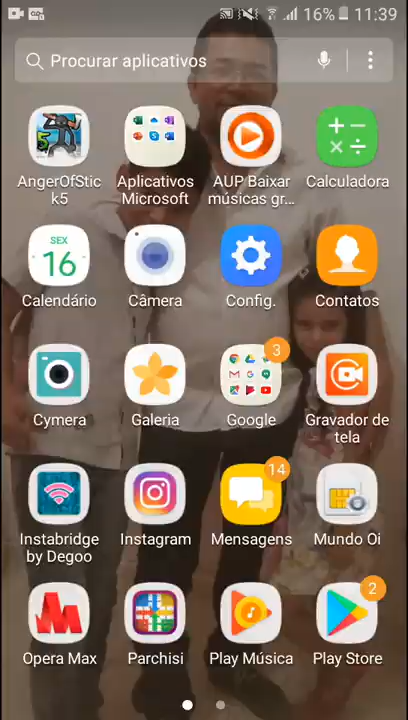 16% 11:39
Procurar aplicativos
AngerOfStic
k5
Aplicativos
Microsoft
AUP Baixar
músicas gr...
Calculadora
SEX
16
Calendário
Câmera
Config.
Contatos
Cymera
Galeria
3
Google
Gravador de
tela
Instabridge
by Degoo
Instagram
14
Mensagens
Mundo Oi
Opera Max
Parchisi
Play Música
2
Play Store